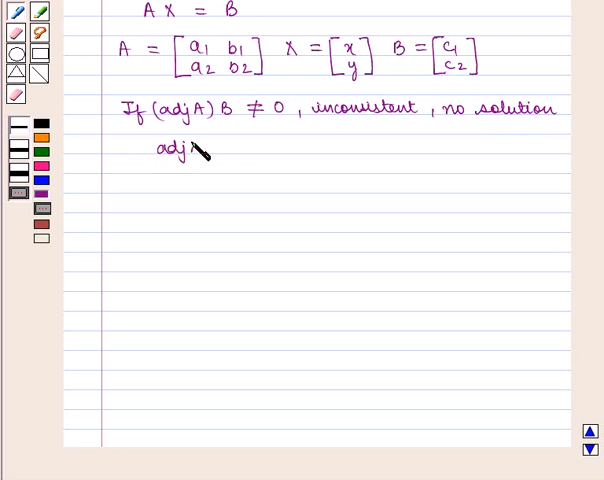 A X = B
A = [a1 b1 a2 b2] X = [x y] B = [c1 c2]
If (adj A) B ≠ 0, inconsistent, no solution
adj